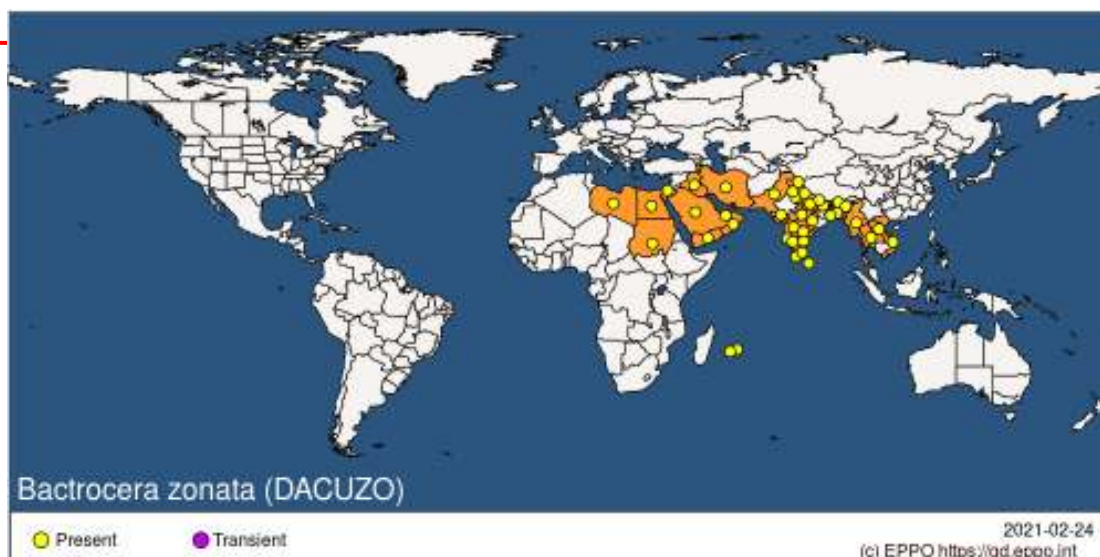 Bactrocera zonata (DACUZO)
Present
Transient
2021-02-24
(c) EPPO https://gd.eppo.int